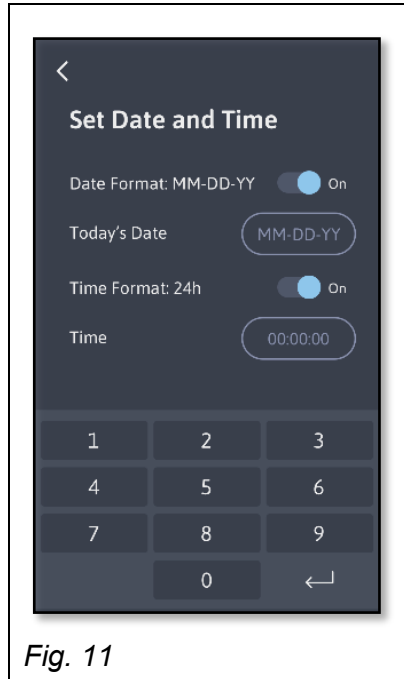 Set Date and Time
Date Format: MM-DD-YY On
Today's Date MM-DD-YY
Time Format: 24h On
Time 00:00:00
1 2 3
4 5 6
7 8 9
0
Fig. 11